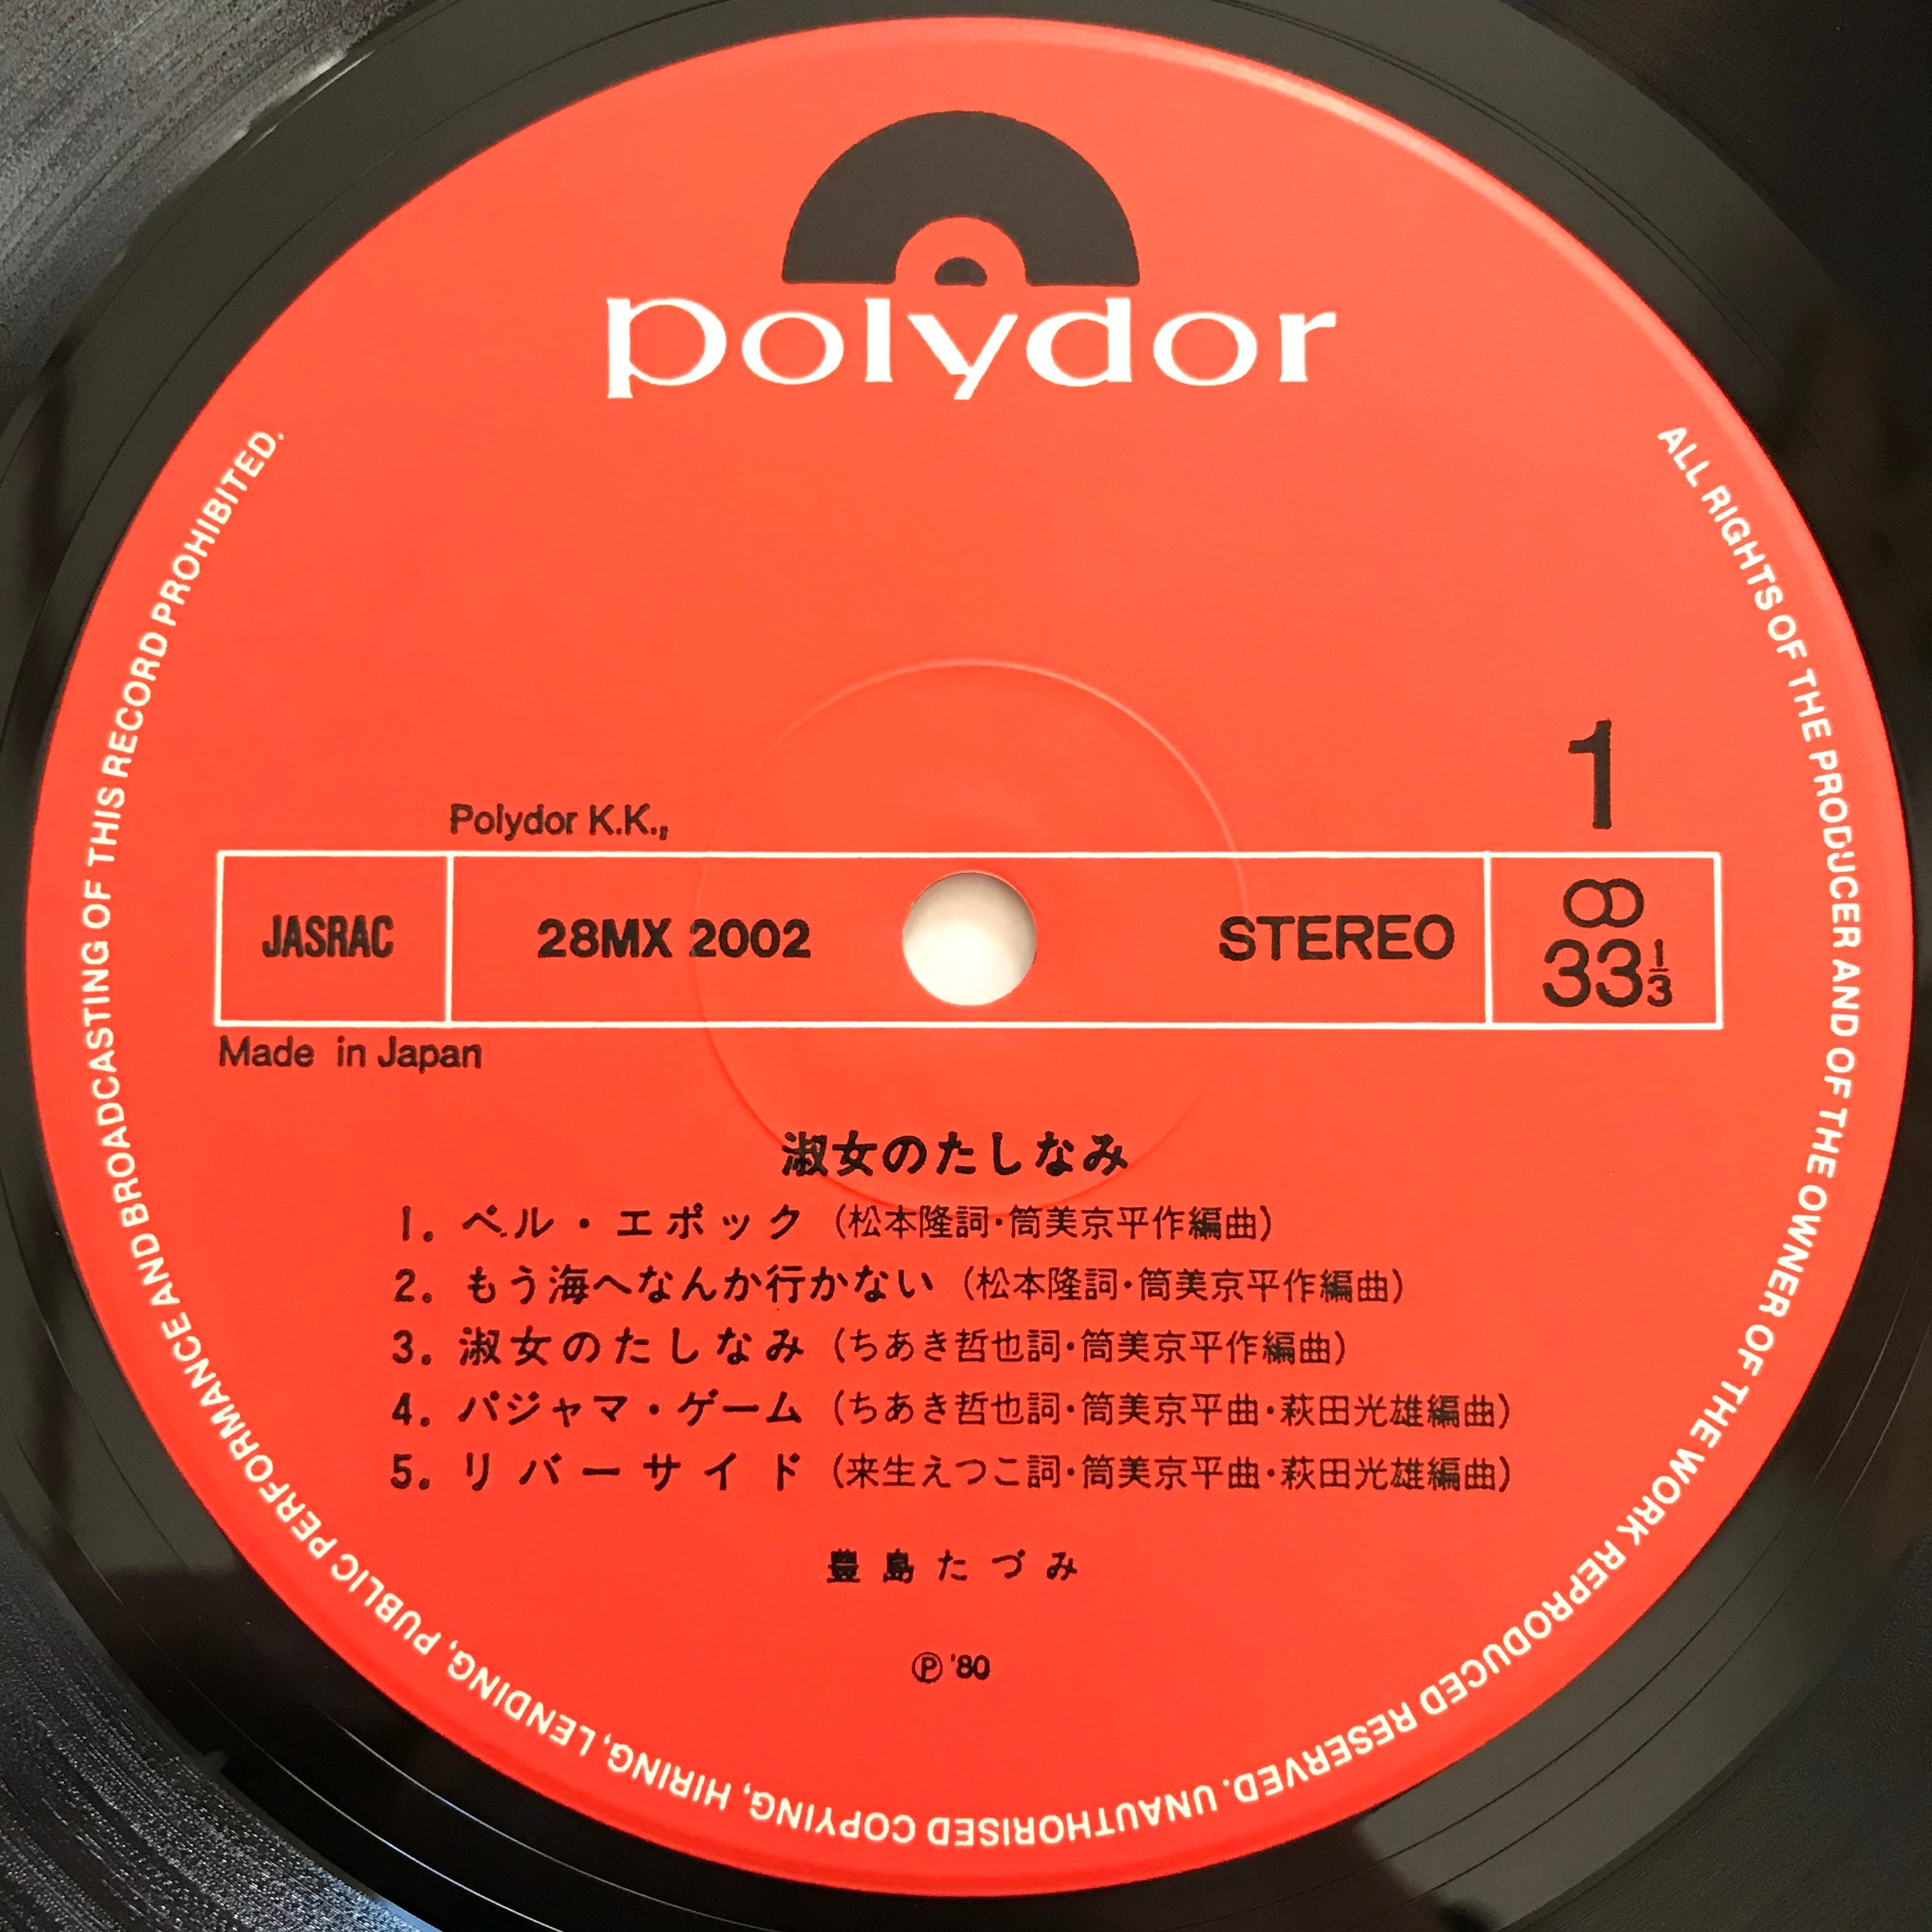 polydor
ALL RIGHTS OF THE PRODUCER AND OF THE OWNER OF THE WORK REPRODUCED RESERVED. UNAUTHORISED COPYING, HIRING, LENDING, PUBLIC PERFORMANCE AND BROADCASTING OF THIS RECORD PROHIBITED.
1
Polydor K.K.,
JASRAC 28MX 2002 STEREO 33 1/3
Made in Japan
淑女のたしなみ
1. ベル・エポック (松本隆詞・筒美京平作編曲)
2. もう海へなんか行かない (松本隆詞・筒美京平作編曲)
3. 淑女のたしなみ (ちあき哲也詞・筒美京平作編曲)
4. パジャマ・ゲーム (ちあき哲也詞・筒美京平曲・萩田光雄編曲)
5. リバーサイド (来生えつこ詞・筒美京平曲・萩田光雄編曲)
豊島たづみ
Ⓟ '80